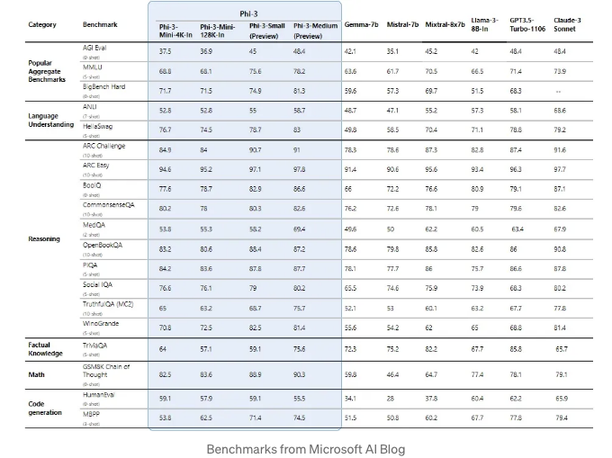 Phi-3
Category Benchmark Phi-3-Mini-4K-In Phi-3-Mini-128K-In Phi-3-Small (Preview) Phi-3-Medium (Preview) Gemma-7b Mistral-7b Mixtral-8x7b Llama-3-8B-In GPT3.5-Turbo-1106 Claude-3 Sonnet
Popular Aggregate Benchmarks
AGI Eval 37.5 36.9 45 48.4 42.1 35.1 45.2 42 48.4 48.4
MMLU (5-shot) 68.8 68.1 75.6 78.2 63.6 61.7 70.5 66.5 71.4 73.9
BigBench Hard 71.7 71.5 74.9 81.3 59.6 57.3 69.7 51.5 68.3 --
Language Understanding
ANLI (7-shot) 52.8 52.8 55 58.7 48.7 47.1 55.2 57.3 58.1 68.6
HellaSwag (5-shot) 76.7 74.5 78.7 83 49.8 58.5 70.4 71.1 78.8 79.2
Reasoning
ARC Challenge (10-shot) 84.9 84 90.7 91 78.3 78.6 87.3 82.8 87.4 91.6
ARC Easy (10-shot) 94.6 95.2 97.1 97.8 91.4 90.6 95.6 93.4 96.3 97.7
BoolQ 77.6 78.7 82.9 86.6 66 72.2 76.6 80.9 79.1 87.1
CommonsenseQA (10-shot) 80.2 78 80.3 82.6 76.2 72.6 78.1 79 79.6 82.6
MedQA (2-shot) 53.8 55.3 58.2 69.4 49.6 50 62.2 60.5 63.4 67.9
OpenBookQA (10-shot) 83.2 80.6 88.4 87.2 78.6 79.8 85.8 82.6 86 90.8
PIQA (5-shot) 84.2 83.6 87.8 87.7 78.1 77.7 86 75.7 86.6 87.8
Social IQA (5-shot) 76.6 76.1 79 80.2 65.5 74.6 75.9 73.9 68.3 80.2
TruthfulQA (MC2) (10-shot) 65 63.2 68.7 75.7 52.1 53 60.1 63.2 67.7 77.8
WinoGrande (5-shot) 70.8 72.5 82.5 81.4 55.6 54.2 62 65 68.8 81.4
Factual Knowledge
TriviaQA (5-shot) 64 57.1 59.1 75.6 72.3 75.2 82.2 67.7 85.8 65.7
Math
GSM8K Chain of Thought 82.5 83.6 88.9 90.3 59.8 46.4 64.7 77.4 78.1 79.1
Code generation
HumanEval (0-shot) 59.1 57.9 59.1 55.5 34.1 28 37.8 60.4 62.2 65.9
MBPP 53.8 62.5 71.4 74.5 51.5 50.8 60.2 67.7 77.8 79.4
Benchmarks from Microsoft AI Blog